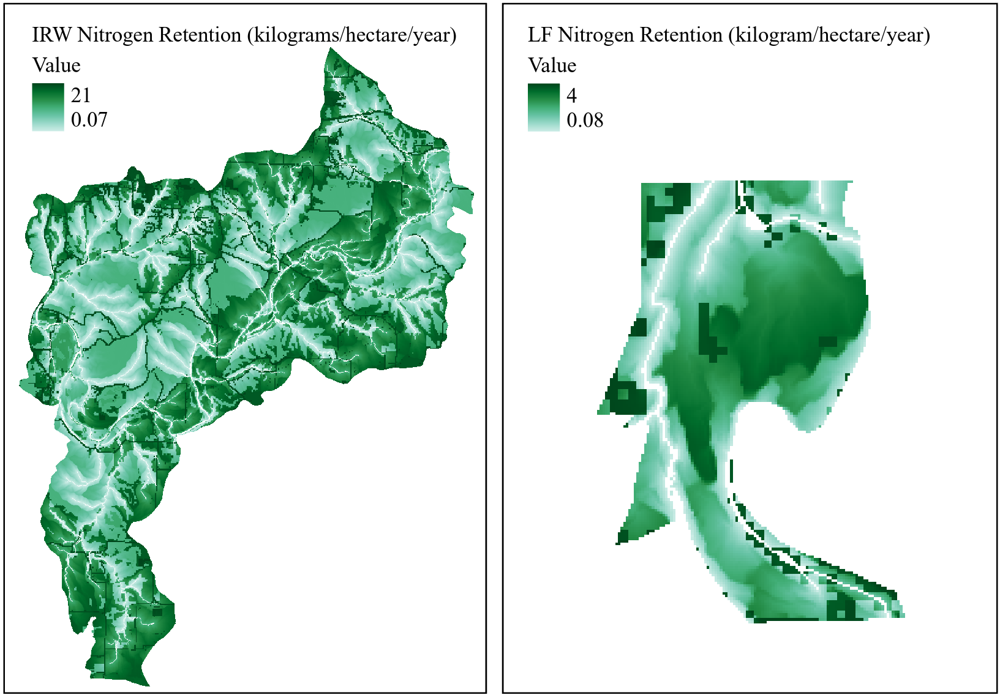 IRW Nitrogen Retention (kilograms/hectare/year)
Value
21
0.07
LF Nitrogen Retention (kilogram/hectare/year)
Value
4
0.08